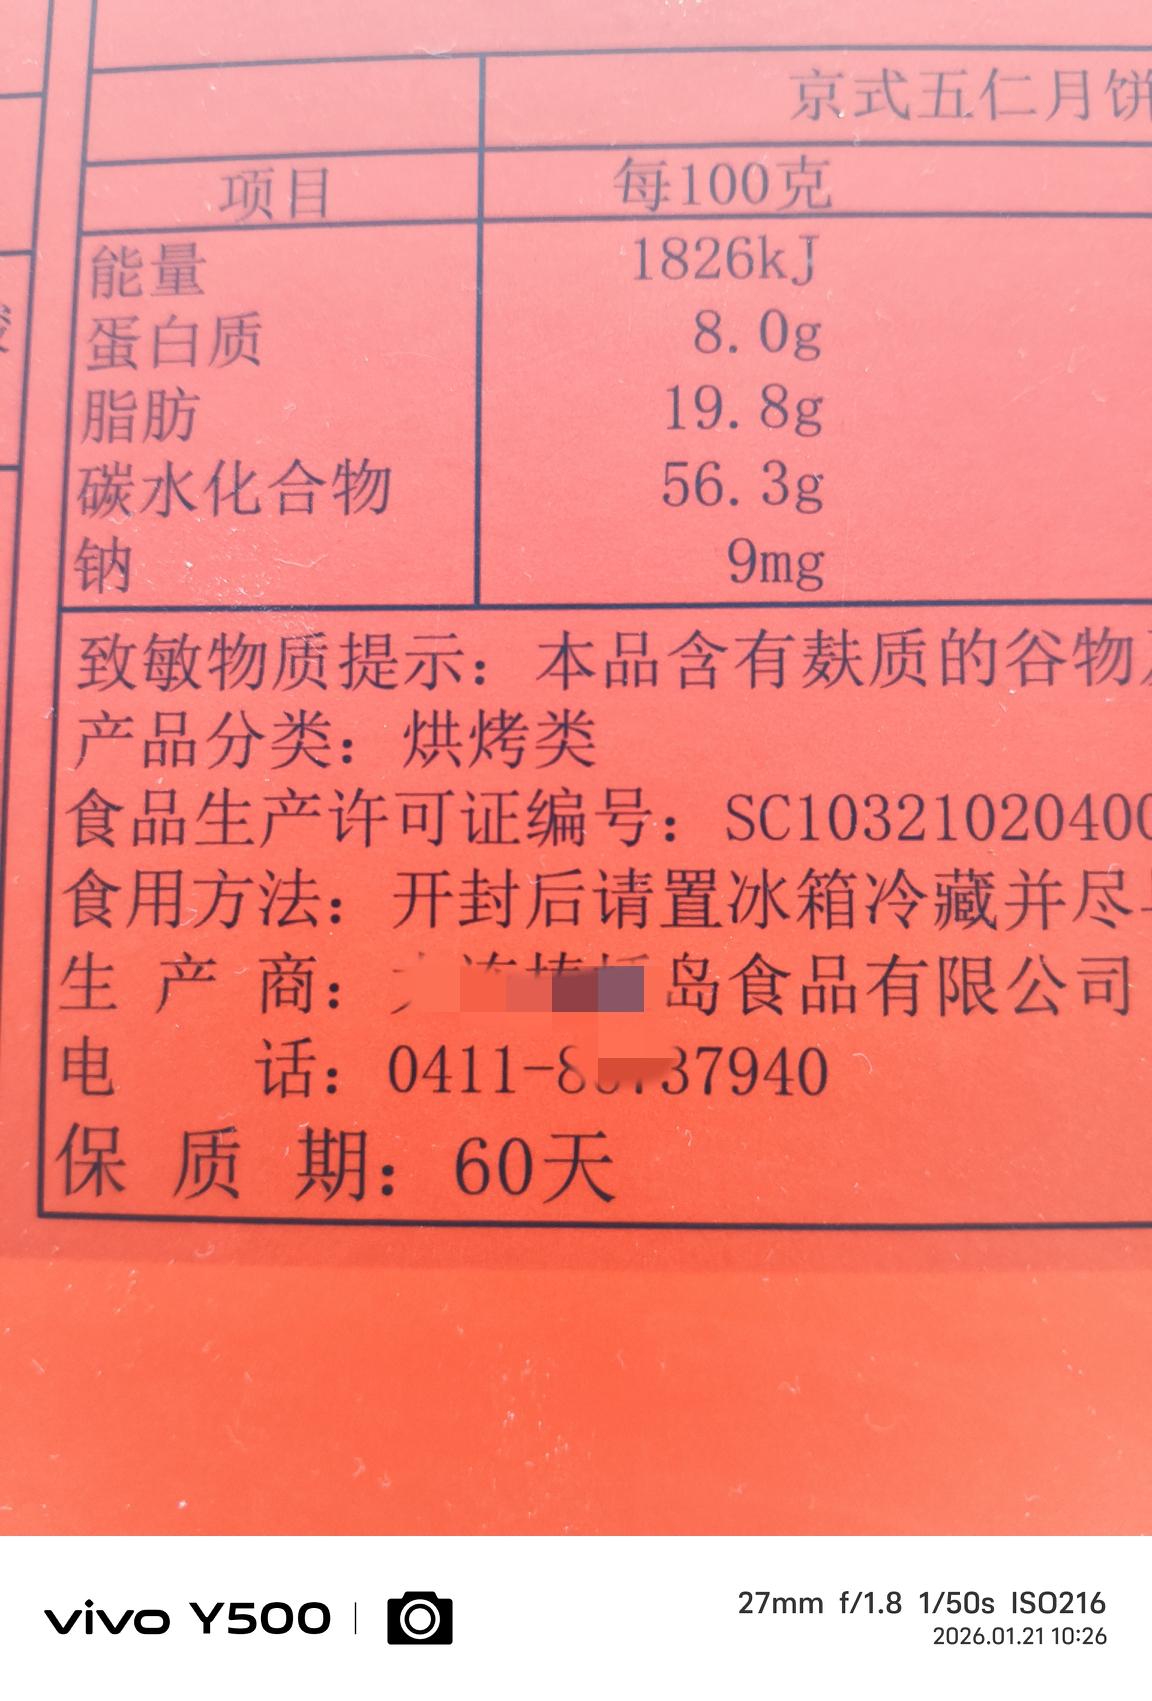 京式五仁月饼
项目 每100克
能量 1826kJ
蛋白质 8.0g
脂肪 19.8g
碳水化合物 56.3g
钠 9mg
致敏物质提示：本品含有麸质的谷物
产品分类：烘烤类
食品生产许可证编号：SC10321020400
食用方法：开封后请置冰箱冷藏并尽
生产商：岛食品有限公司
电话：0411-8 37940
保质期：60天
vivo Y500
27mm f/1.8 1/50s ISO216
2026.01.21 10:26